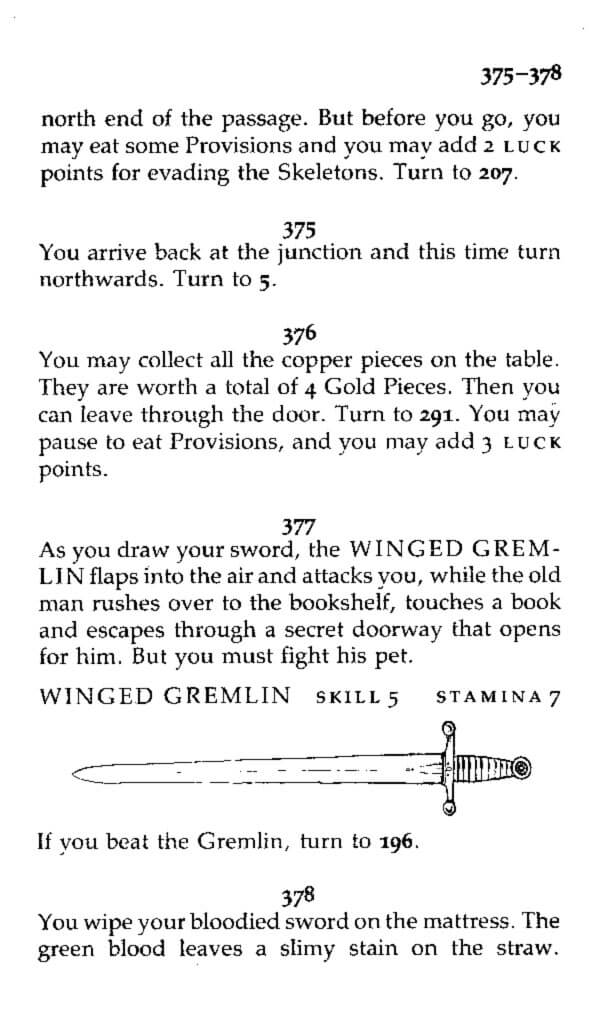 375–378
north end of the passage. But before you go, you
may eat some Provisions and you may add 2 LUCK
points for evading the Skeletons. Turn to 207.
375
You arrive back at the junction and this time turn
northwards. Turn to 5.
376
You may collect all the copper pieces on the table.
They are worth a total of 4 Gold Pieces. Then you
can leave through the door. Turn to 291. You may
pause to eat Provisions, and you may add 3 LUCK
points.
377
As you draw your sword, the WINGED GREM-
LIN flaps into the air and attacks you, while the old
man rushes over to the bookshelf, touches a book
and escapes through a secret doorway that opens
for him. But you must fight his pet.
WINGED GREMLIN SKILL 5 STAMINA 7
If you beat the Gremlin, turn to 196.
378
You wipe your bloodied sword on the mattress. The
green blood leaves a slimy stain on the straw.